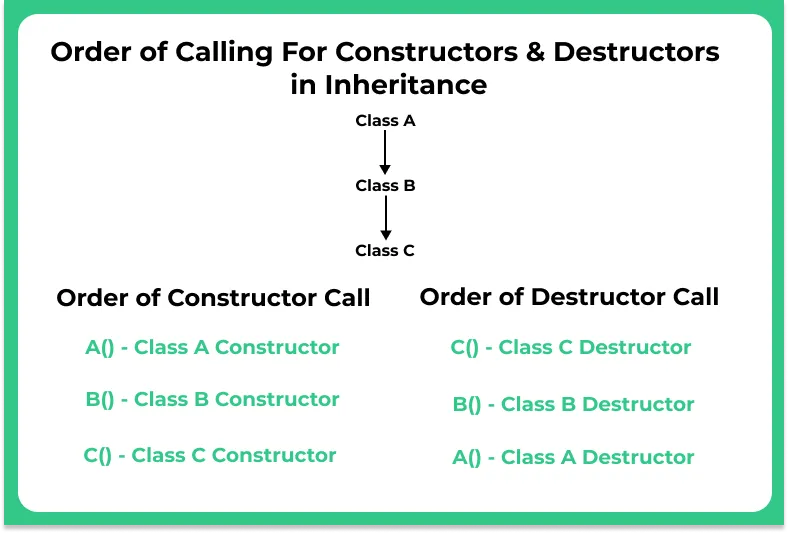 Order of Calling For Constructors & Destructors
in Inheritance
Class A
Class B
Class C
Order of Constructor Call
A() - Class A Constructor
B() - Class B Constructor
C() - Class C Constructor
Order of Destructor Call
C() - Class C Destructor
B() - Class B Destructor
A() - Class A Destructor